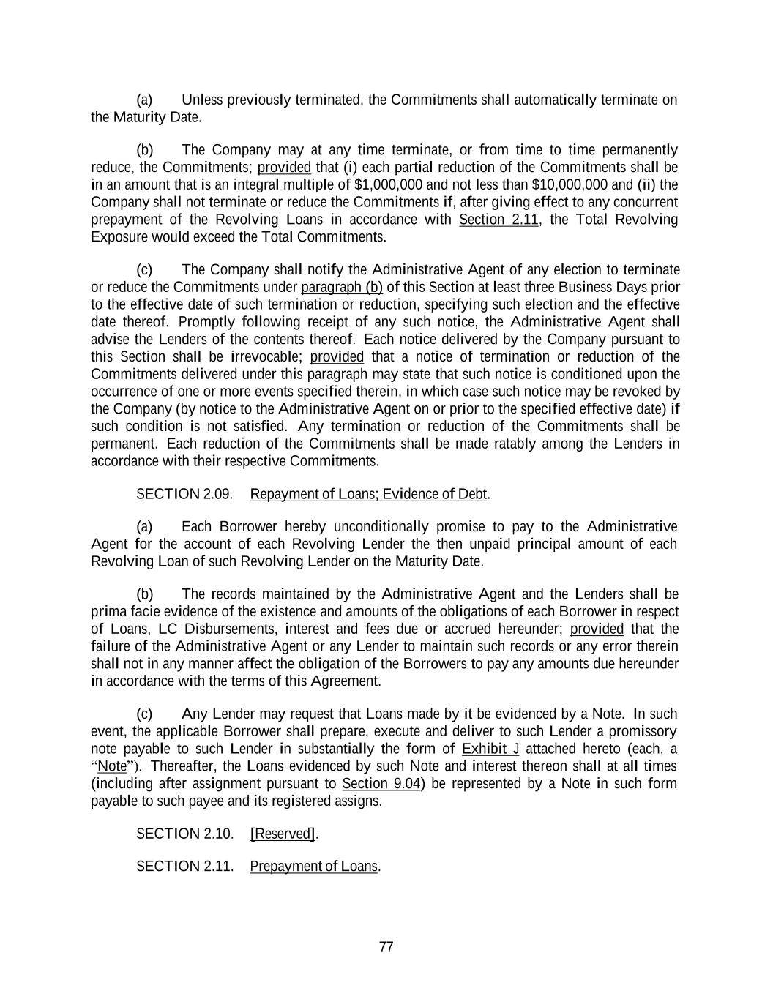 (a) Unless previously terminated, the Commitments shall automatically terminate on
the Maturity Date.
(b) The Company may at any time terminate, or from time to time permanently
reduce, the Commitments; provided that (i) each partial reduction of the Commitments shall be
in an amount that is an integral multiple of $1,000,000 and not less than $10,000,000 and (ii) the
Company shall not terminate or reduce the Commitments if, after giving effect to any concurrent
prepayment of the Revolving Loans in accordance with Section 2.11, the Total Revolving
Exposure would exceed the Total Commitments.
(c) The Company shall notify the Administrative Agent of any election to terminate
or reduce the Commitments under paragraph (b) of this Section at least three Business Days prior
to the effective date of such termination or reduction, specifying such election and the effective
date thereof. Promptly following receipt of any such notice, the Administrative Agent shall
advise the Lenders of the contents thereof. Each notice delivered by the Company pursuant to
this Section shall be irrevocable; provided that a notice of termination or reduction of the
Commitments delivered under this paragraph may state that such notice is conditioned upon the
occurrence of one or more events specified therein, in which case such notice may be revoked by
the Company (by notice to the Administrative Agent on or prior to the specified effective date) if
such condition is not satisfied. Any termination or reduction of the Commitments shall be
permanent. Each reduction of the Commitments shall be made ratably among the Lenders in
accordance with their respective Commitments.
SECTION 2.09. Repayment of Loans; Evidence of Debt.
(a) Each Borrower hereby unconditionally promise to pay to the Administrative
Agent for the account of each Revolving Lender the then unpaid principal amount of each
Revolving Loan of such Revolving Lender on the Maturity Date.
(b) The records maintained by the Administrative Agent and the Lenders shall be
prima facie evidence of the existence and amounts of the obligations of each Borrower in respect
of Loans, LC Disbursements, interest and fees due or accrued hereunder; provided that the
failure of the Administrative Agent or any Lender to maintain such records or any error therein
shall not in any manner affect the obligation of the Borrowers to pay any amounts due hereunder
in accordance with the terms of this Agreement.
(c) Any Lender may request that Loans made by it be evidenced by a Note. In such
event, the applicable Borrower shall prepare, execute and deliver to such Lender a promissory
note payable to such Lender in substantially the form of Exhibit J attached hereto (each, a
“Note”). Thereafter, the Loans evidenced by such Note and interest thereon shall at all times
(including after assignment pursuant to Section 9.04) be represented by a Note in such form
payable to such payee and its registered assigns.
SECTION 2.10. [Reserved].
SECTION 2.11. Prepayment of Loans.
77